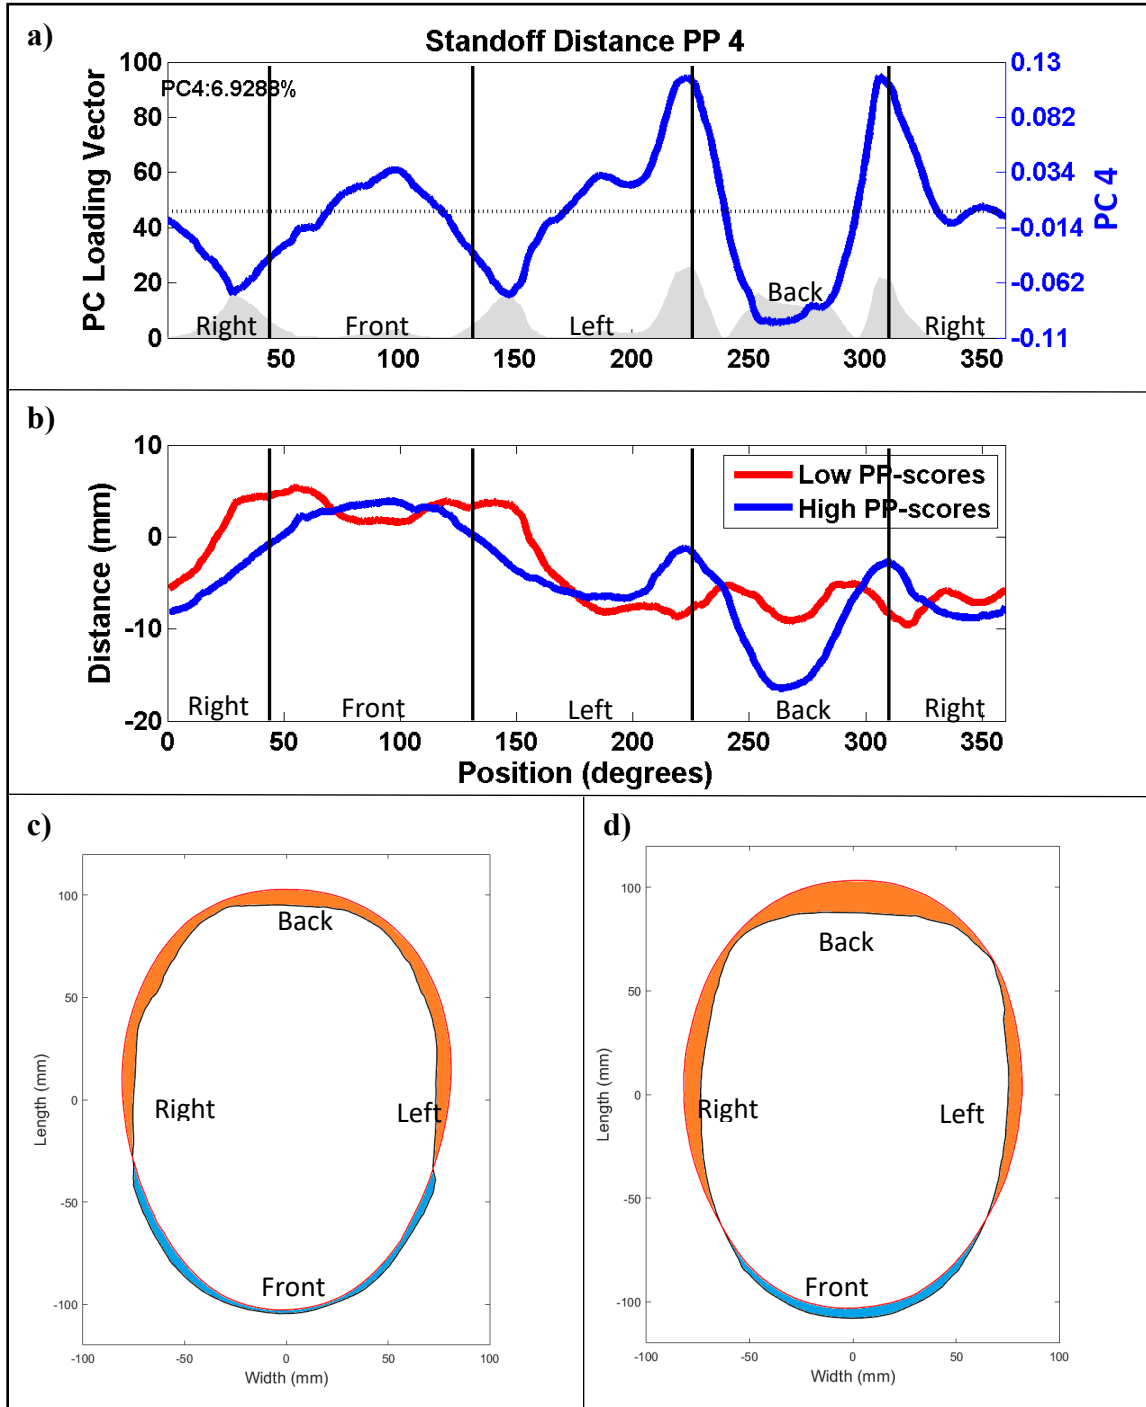 a)
Standoff Distance PP 4
PC4:6.9288%
100
80
60
40
20
0
PC Loading Vector
0.13
0.082
0.034
-0.014
-0.062
-0.11
PC 4
Right Front Left Back Right
50 100 150 200 250 300 350
b)
10
0
-10
-20
Distance (mm)
Low PP-scores
High PP-scores
Right Front Left Back Right
0 50 100 150 200 250 300 350
Position (degrees)
c)
100
50
0
-50
-100
Length (mm)
Back
Right Left
Front
-100 -50 0 50 100
Width (mm)
d)
100
50
0
-50
-100
Length (mm)
Back
Right Left
Front
-100 -50 0 50 100
Width (mm)